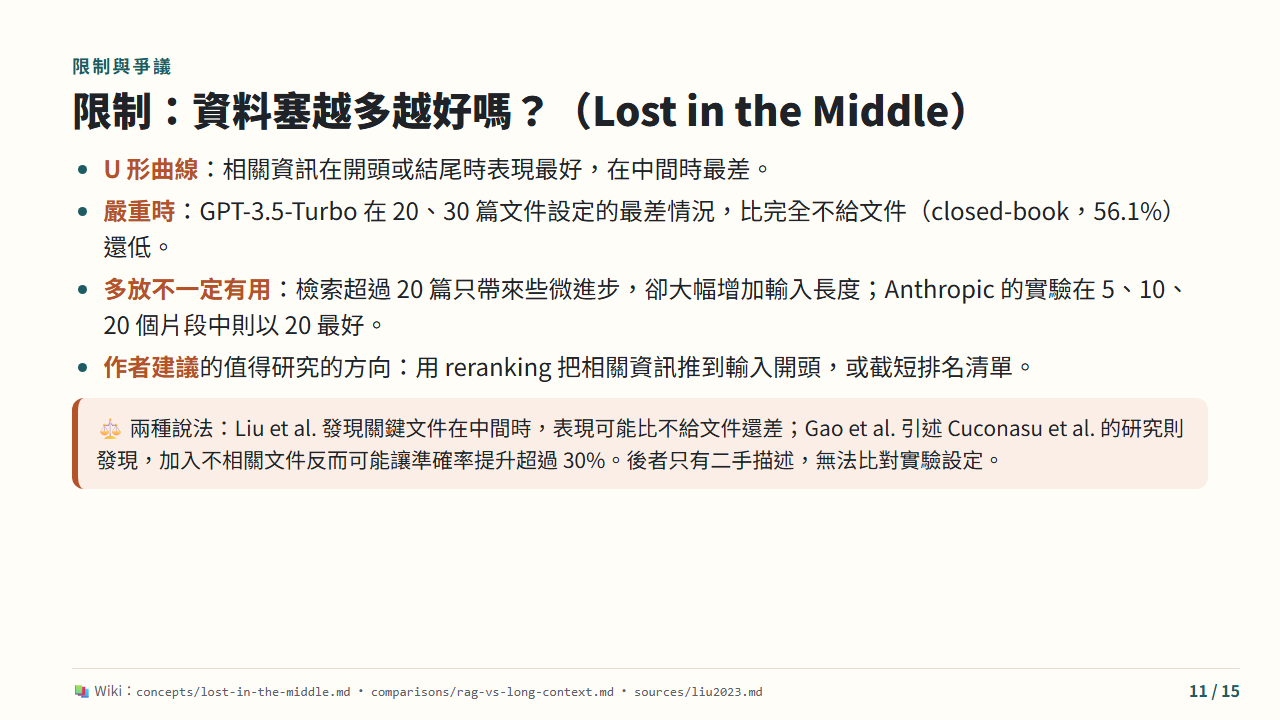 限制與爭議
限制：資料塞越多越好嗎？（Lost in the Middle）
• U 形曲線：相關資訊在開頭或結尾時表現最好，在中間時最差。
• 嚴重時：GPT-3.5-Turbo 在 20、30 篇文件設定的最差情況，比完全不給文件（closed-book，56.1%）
還低。
• 多放不一定有用：檢索超過 20 篇只帶來些微進步，卻大幅增加輸入長度；Anthropic 的實驗在 5、10、
20 個片段中則以 20 最好。
• 作者建議的值得研究的方向：用 reranking 把相關資訊推到輸入開頭，或截短排名清單。
⚖️ 兩種說法：Liu et al. 發現關鍵文件在中間時，表現可能比不給文件還差；Gao et al. 引述 Cuconasu et al. 的研究則
發現，加入不相關文件反而可能讓準確率提升超過 30%。後者只有二手描述，無法比對實驗設定。
📚 Wiki：concepts/lost-in-the-middle.md • comparisons/rag-vs-long-context.md • sources/liu2023.md
11 / 15